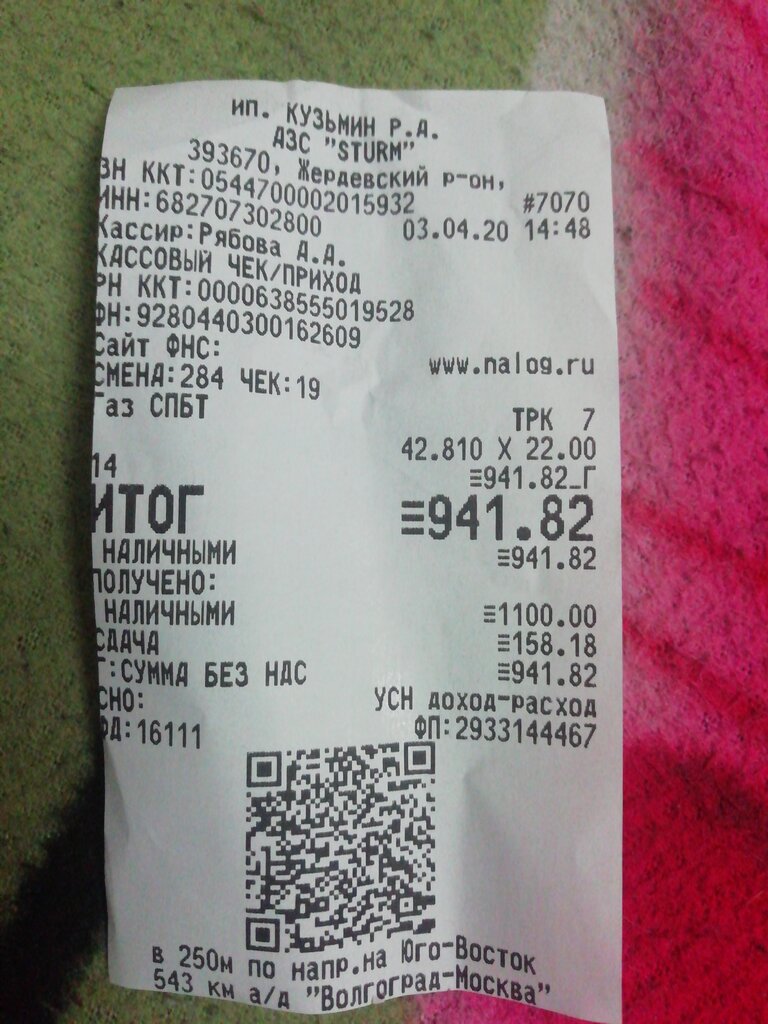 ИП. КУЗЬМИН Р.А.
АЗС "STURM"
393670, Жердевский р-он,
ЗН ККТ:0544700002015932 #7070
ИНН:682707302800 03.04.20 14:48
Кассир:Рябова А.А.
КАССОВЫЙ ЧЕК/ПРИХОД
РН ККТ:0000638555019528
ФН:9280440300162609
Сайт ФНС: www.nalog.ru
СМЕНА:284 ЧЕК:19
Газ СПБТ
ТРК 7
42.810 X 22.00
14 ≡941.82_Г
ИТОГ ≡941.82
НАЛИЧНЫМИ ≡941.82
ПОЛУЧЕНО:
НАЛИЧНЫМИ ≡1100.00
СДАЧА ≡158.18
Г:СУММА БЕЗ НДС ≡941.82
СНО: УСН доход-расход
ФД:16111 ФП:2933144467
в 250м по напр.на Юго-Восток
543 км а/д "Волгоград-Москва"